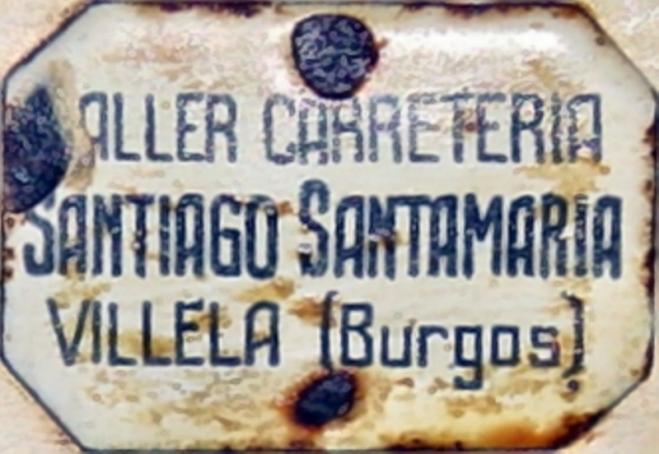 ALLER CARRETERIA
SANTIAGO SANTAMARIA
VILLELA (Burgos)